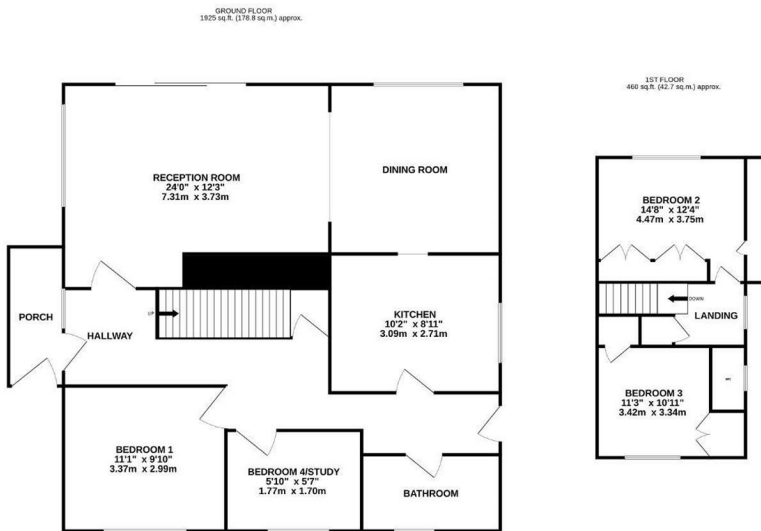 GROUND FLOOR
1925 sq.ft. (178.8 sq.m.) approx.
RECEPTION ROOM
24'0" x 12'3"
7.31m x 3.73m
DINING ROOM
PORCH
HALLWAY
UP
KITCHEN
10'2" x 8'11"
3.09m x 2.71m
BEDROOM 1
11'1" x 9'10"
3.37m x 2.99m
BEDROOM 4/STUDY
5'10" x 5'7"
1.77m x 1.70m
BATHROOM
1ST FLOOR
460 sq.ft. (42.7 sq.m.) approx.
BEDROOM 2
14'8" x 12'4"
4.47m x 3.75m
DOWN
LANDING
BEDROOM 3
11'3" x 10'11"
3.42m x 3.34m